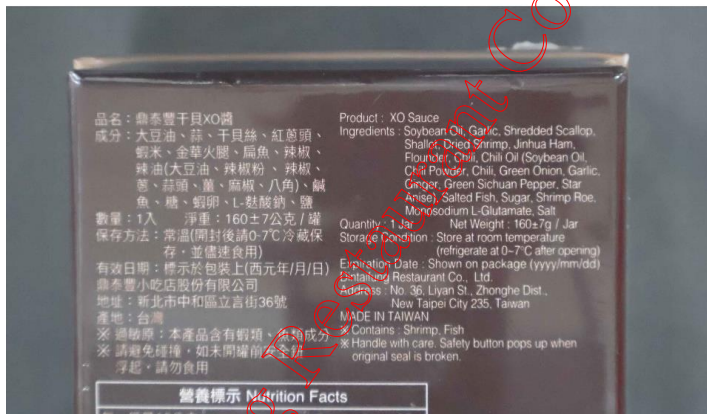 品名：鼎泰豐干貝XO醬
成分：大豆油、蒜、干貝絲、紅蔥頭、
蝦米、金華火腿、扁魚、辣椒、
辣油(大豆油、辣椒粉、辣椒、
蔥、蒜頭、薑、麻椒、八角)、鹹
魚、糖、蝦卵、L-麩酸鈉、鹽
數量：1入 淨重：160±7公克/罐
保存方法：常溫(開封後請0-7℃冷藏保
存，並儘速食用)
有效日期：標示於包裝上(西元年/月/日)
鼎泰豐小吃店股份有限公司
地址：新北市中和區立言街36號
產地：台灣
※ 過敏原：本產品含有蝦類、魚類成分
※ 請避免碰撞，如未開罐前
浮起，請勿食用
Product : XO Sauce
Ingredients : Soybean Oil, Garlic, Shredded Scallop,
Shallot, Dried Shrimp, Jinhua Ham,
Flounder, Chili, Chili Oil (Soybean Oil,
Chili Powder, Chili, Green Onion, Garlic,
Ginger, Green Sichuan Pepper, Star
Anise), Salted Fish, Sugar, Shrimp Roe,
Monosodium L-Glutamate, Salt
Quantity : 1 Jar Net Weight : 160±7g / Jar
Storage Condition : Store at room temperature
(refrigerate at 0~7°C after opening)
Expiration Date : Shown on package (yyyy/mm/dd)
Dintaifung Restaurant Co., Ltd.
Address : No. 36, Liyan St., Zhonghe Dist.,
New Taipei City 235, Taiwan
MADE IN TAIWAN
※ Contains : Shrimp, Fish
※ Handle with care. Safety button pops up when
original seal is broken.
營養標示 Nutrition Facts
Restaurant Co